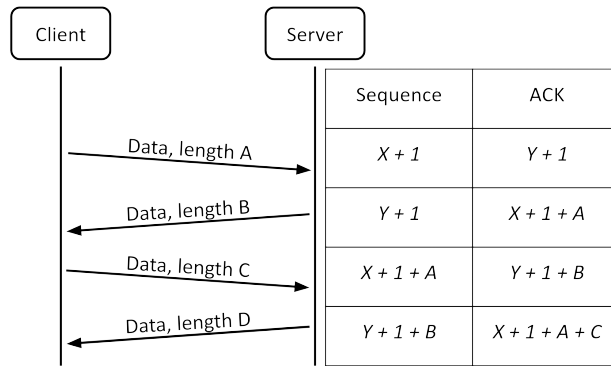 Client
Server
Sequence ACK
Data, length A
X + 1 Y + 1
Data, length B
Y + 1 X + 1 + A
Data, length C
X + 1 + A Y + 1 + B
Data, length D
Y + 1 + B X + 1 + A + C